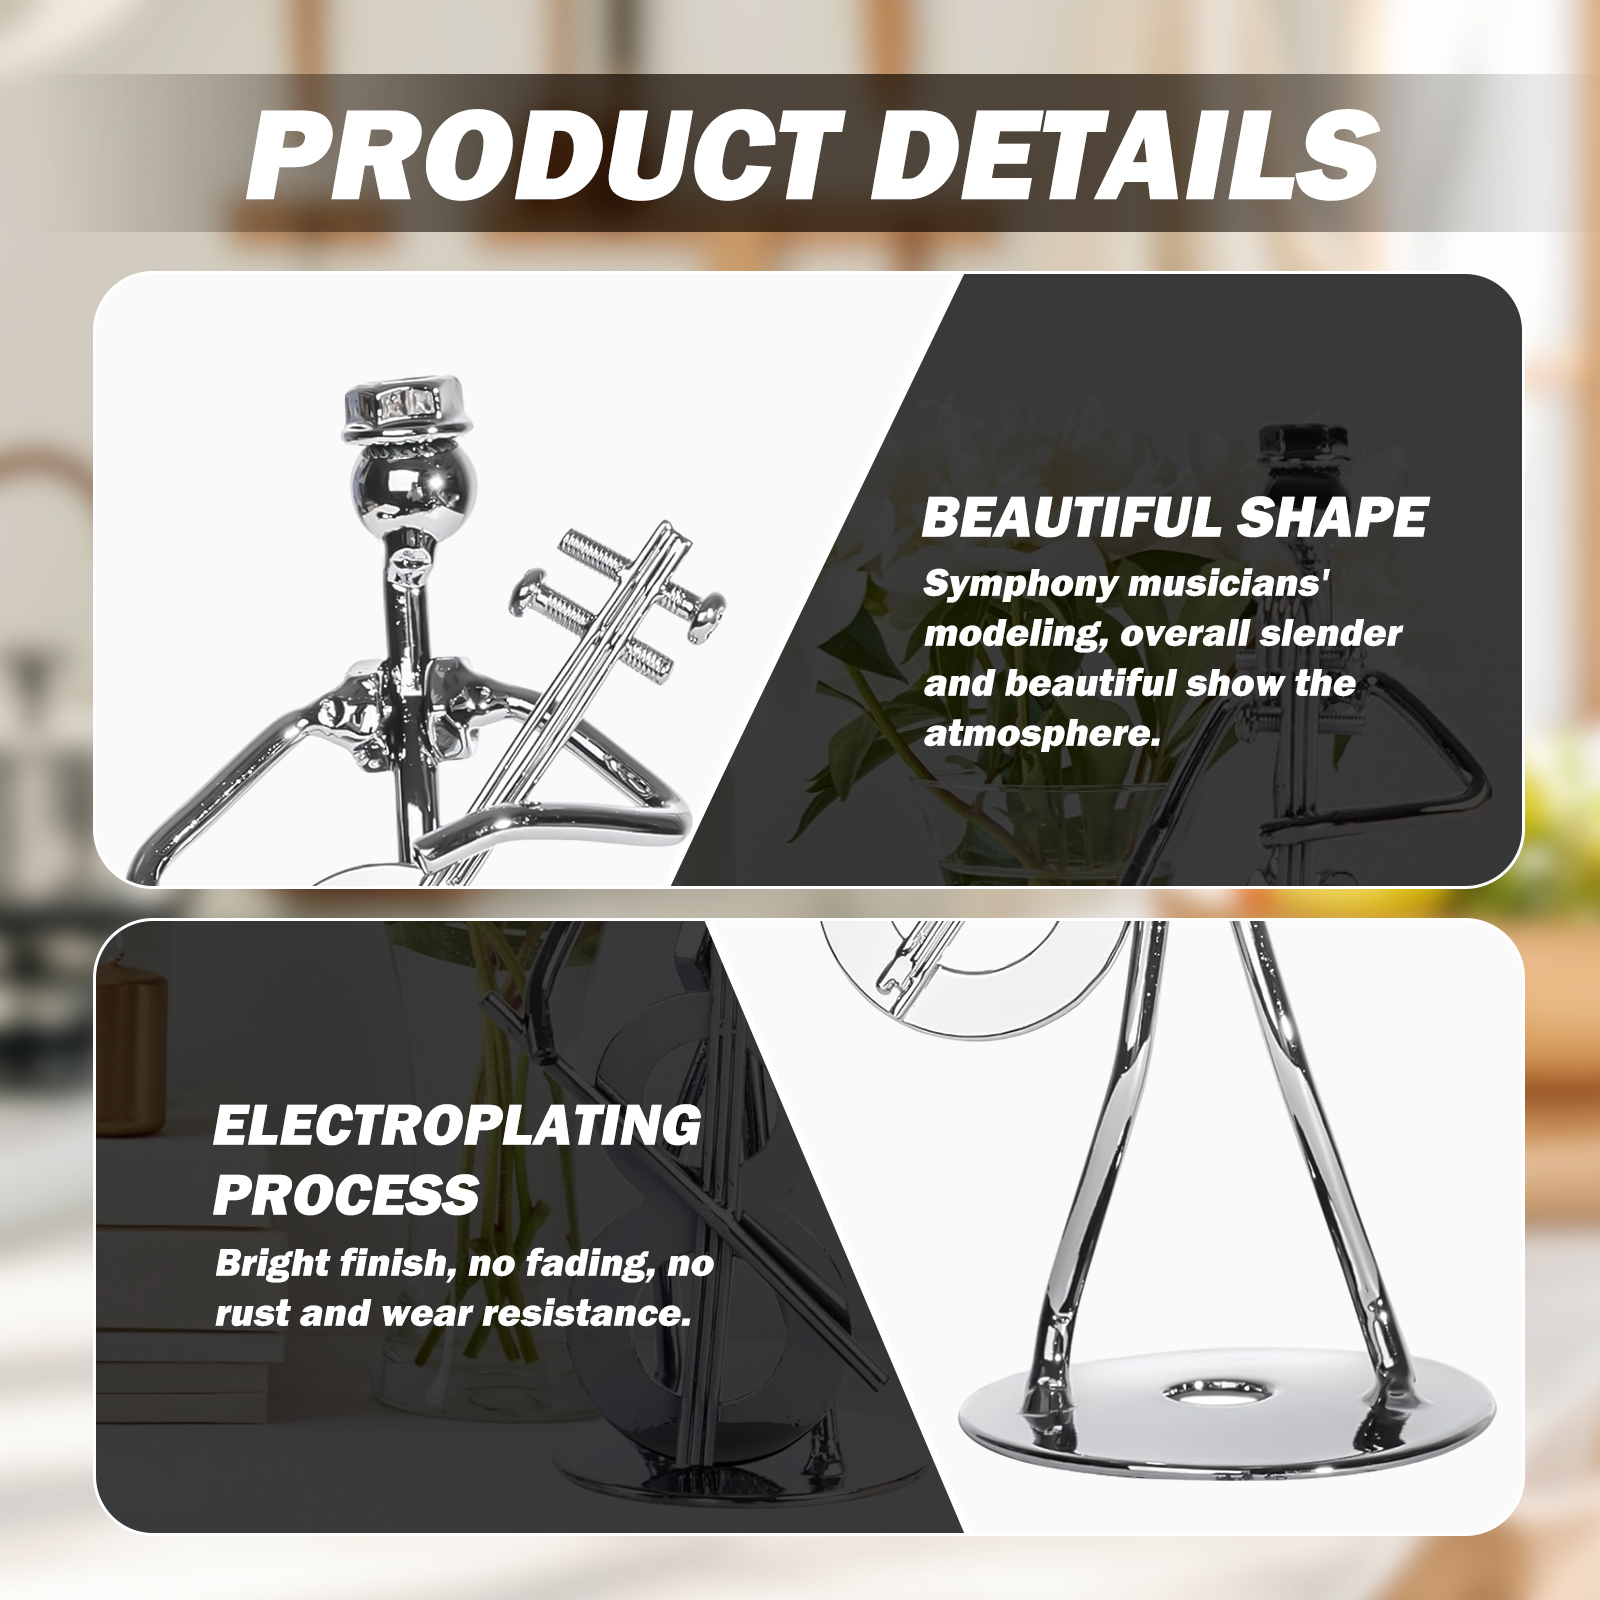 PRODUCT DETAILS
BEAUTIFUL SHAPE
Symphony musicians'
modeling, overall slender
and beautiful show the
atmosphere.
ELECTROPLATING
PROCESS
Bright finish, no fading, no
rust and wear resistance.